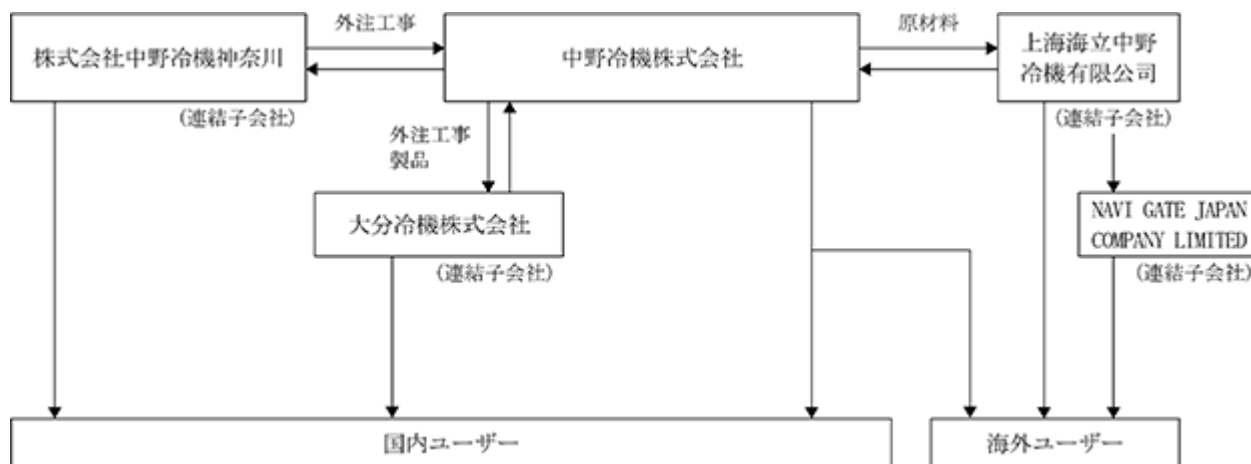 外注工事
原材料
株式会社中野冷機神奈川
中野冷機株式会社
上海海立中野
冷機有限公司
(連結子会社)
(連結子会社)
外注工事
製品
大分冷機株式会社
(連結子会社)
NAVI GATE JAPAN
COMPANY LIMITED
(連結子会社)
国内ユーザー
海外ユーザー